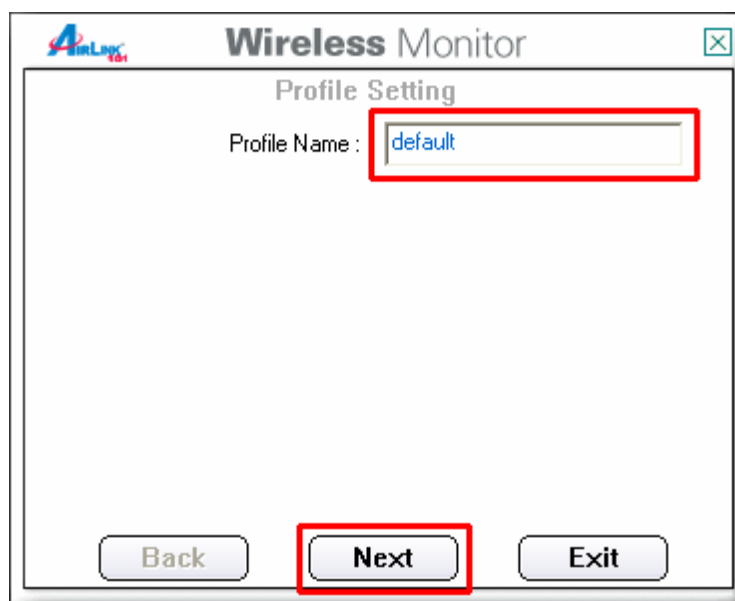 AIRLINK 101 Wireless Monitor
Profile Setting
Profile Name : default
Back Next Exit